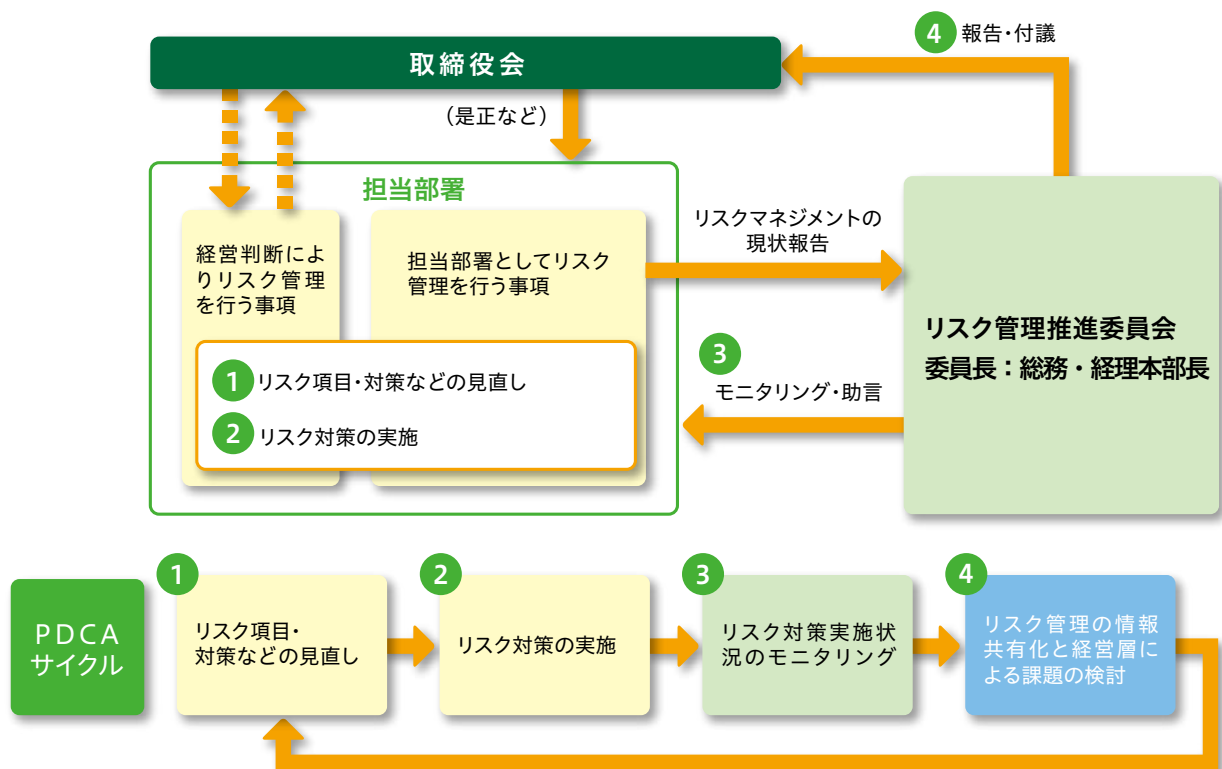 4 報告・付議
取締役会
（是正など）
担当部署
経営判断によ
りリスク管理
を行う事項
担当部署としてリスク
管理を行う事項
1 リスク項目・対策などの見直し
2 リスク対策の実施
リスクマネジメントの
現状報告
3
モニタリング・助言
リスク管理推進委員会
委員長：総務・経理本部長
PDCA
サイクル
1
リスク項目・
対策などの見直し
2
リスク対策の実施
3
リスク対策実施状
況のモニタリング
4
リスク管理の情報
共有化と経営層に
よる課題の検討